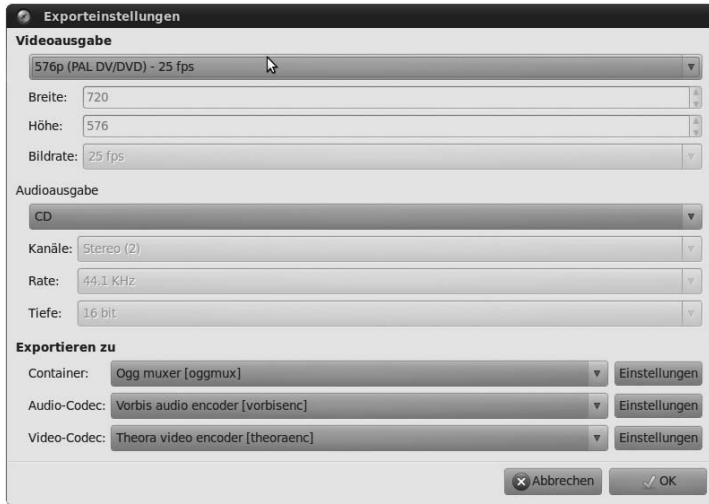 Exporteinstellungen
Videoausgabe
576p (PAL DV/DVD) - 25 fps
Breite: 720
Höhe: 576
Bildrate: 25 fps
Audioausgabe
CD
Kanäle: Stereo (2)
Rate: 44.1 KHz
Tiefe: 16 bit
Exportieren zu
Container: Ogg muxer [oggmux] Einstellungen
Audio-Codec: Vorbis audio encoder [vorbisenc] Einstellungen
Video-Codec: Theora video encoder [theoraenc] Einstellungen
Abbrechen OK